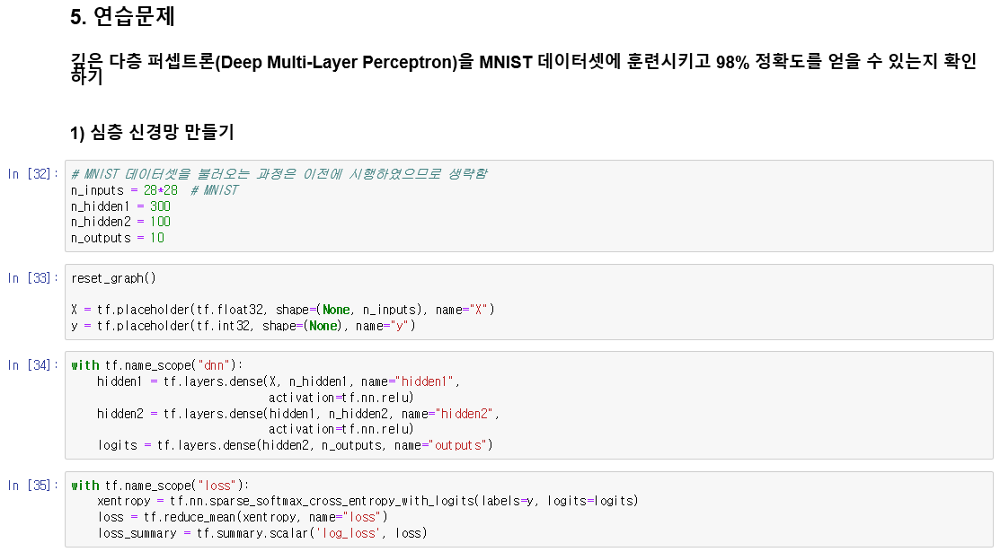 5. 연습문제
깊은 다층 퍼셉트론(Deep Multi-Layer Perceptron)을 MNIST 데이터셋에 훈련시키고 98% 정확도를 얻을 수 있는지 확인
하기
1) 심층 신경망 만들기
In [32]: # MNIST 데이터셋을 불러오는 과정은 이전에 시행하였으므로 생략함
n_inputs = 28*28  # MNIST
n_hidden1 = 300
n_hidden2 = 100
n_outputs = 10
In [33]: reset_graph()
X = tf.placeholder(tf.float32, shape=(None, n_inputs), name="X")
y = tf.placeholder(tf.int32, shape=(None), name="y")
In [34]: with tf.name_scope("dnn"):
    hidden1 = tf.layers.dense(X, n_hidden1, name="hidden1",
                              activation=tf.nn.relu)
    hidden2 = tf.layers.dense(hidden1, n_hidden2, name="hidden2",
                              activation=tf.nn.relu)
    logits = tf.layers.dense(hidden2, n_outputs, name="outputs")
In [35]: with tf.name_scope("loss"):
    xentropy = tf.nn.sparse_softmax_cross_entropy_with_logits(labels=y, logits=logits)
    loss = tf.reduce_mean(xentropy, name="loss")
    loss_summary = tf.summary.scalar('log_loss', loss)